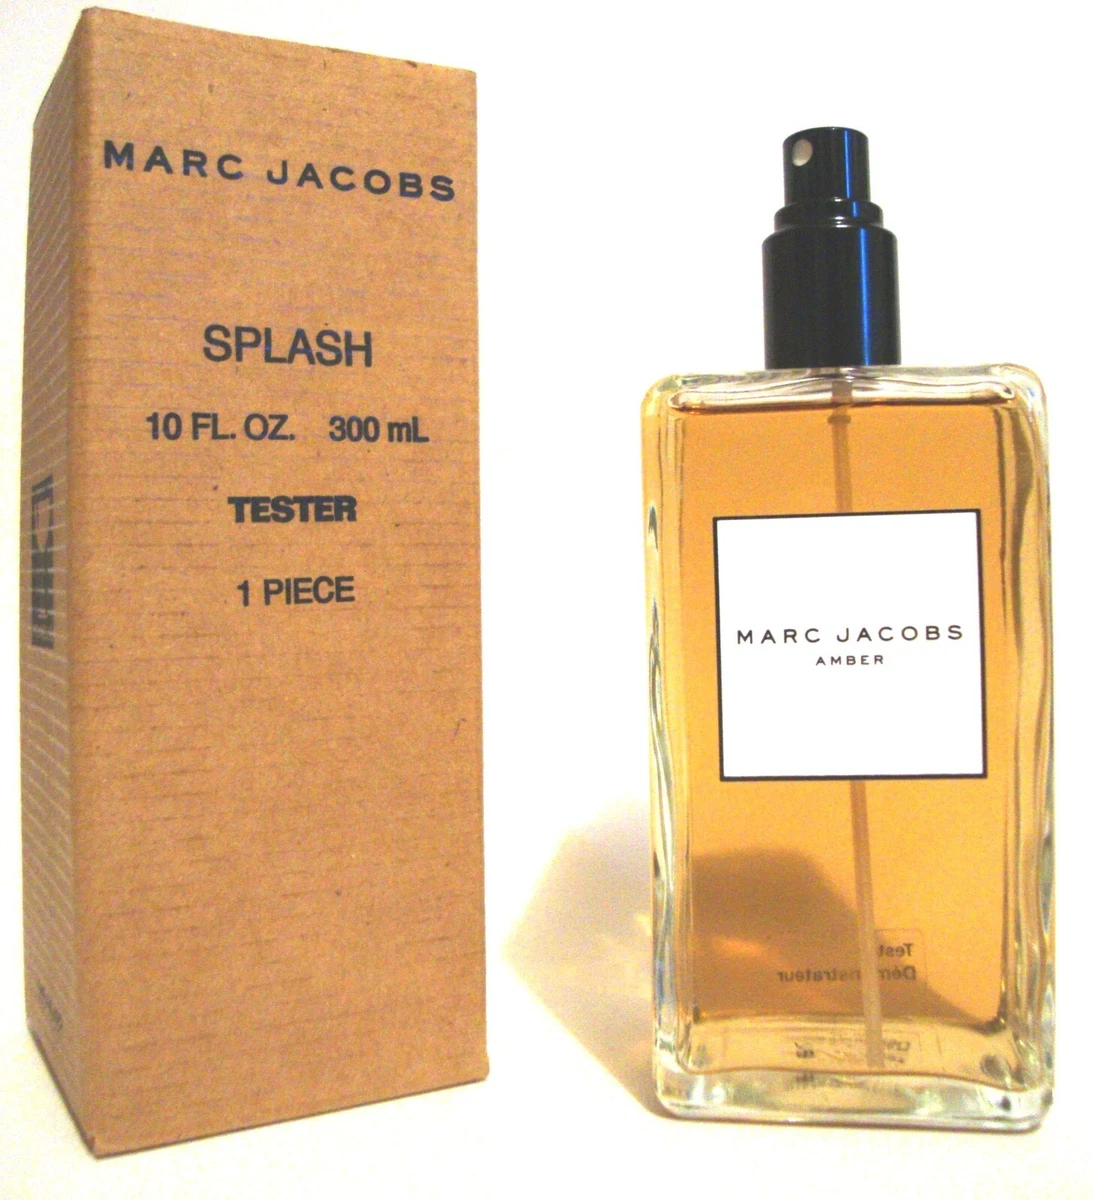 MARC JACOBS
SPLASH
10 FL. OZ. 300 mL
TESTER
1 PIECE
MARC JACOBS
AMBER